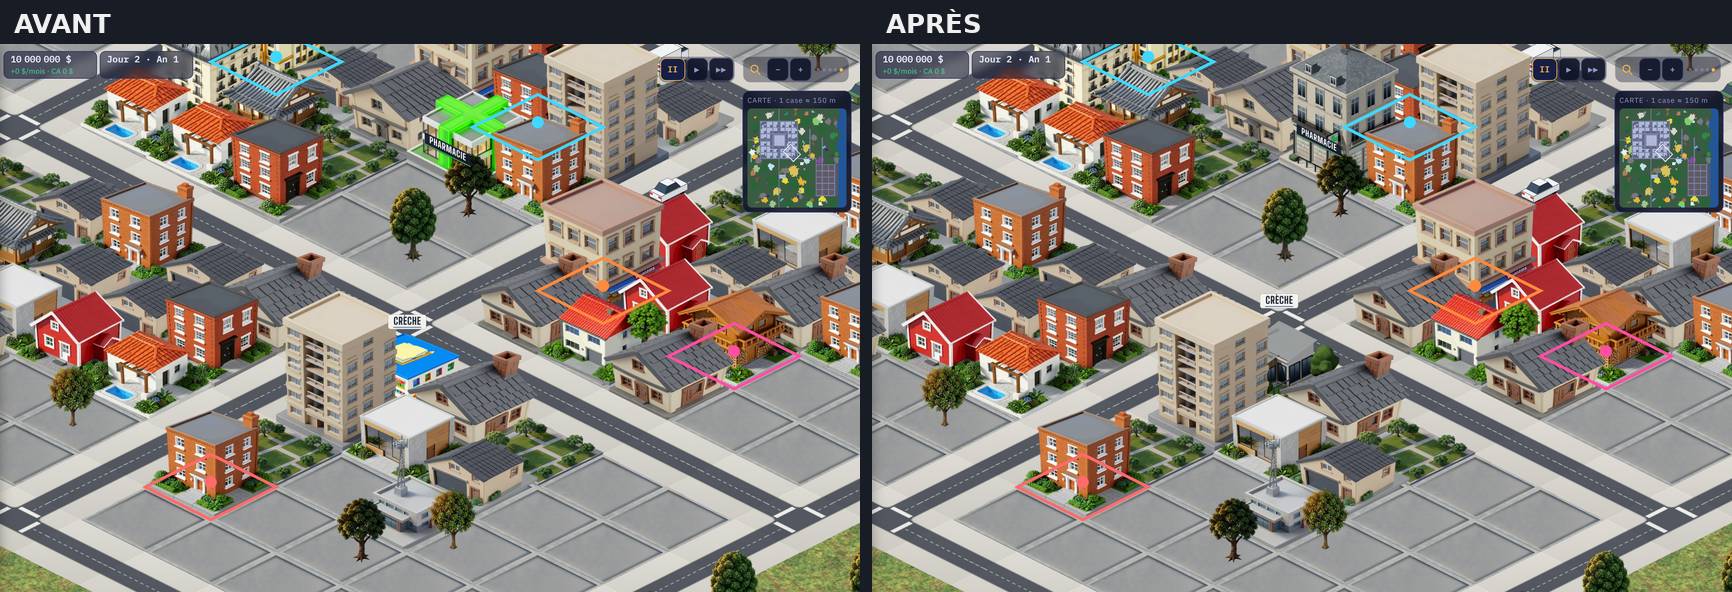 AVANT
10 000 000 $
+0 $/mois · CA 0 $
Jour 2 · An 1
CARTE · 1 case ≈ 150 m
PHARMACIE
CRÈCHE
APRÈS
10 000 000 $
+0 $/mois · CA 0 $
Jour 2 · An 1
CARTE · 1 case ≈ 150 m
PHARMACIE
CRÈCHE